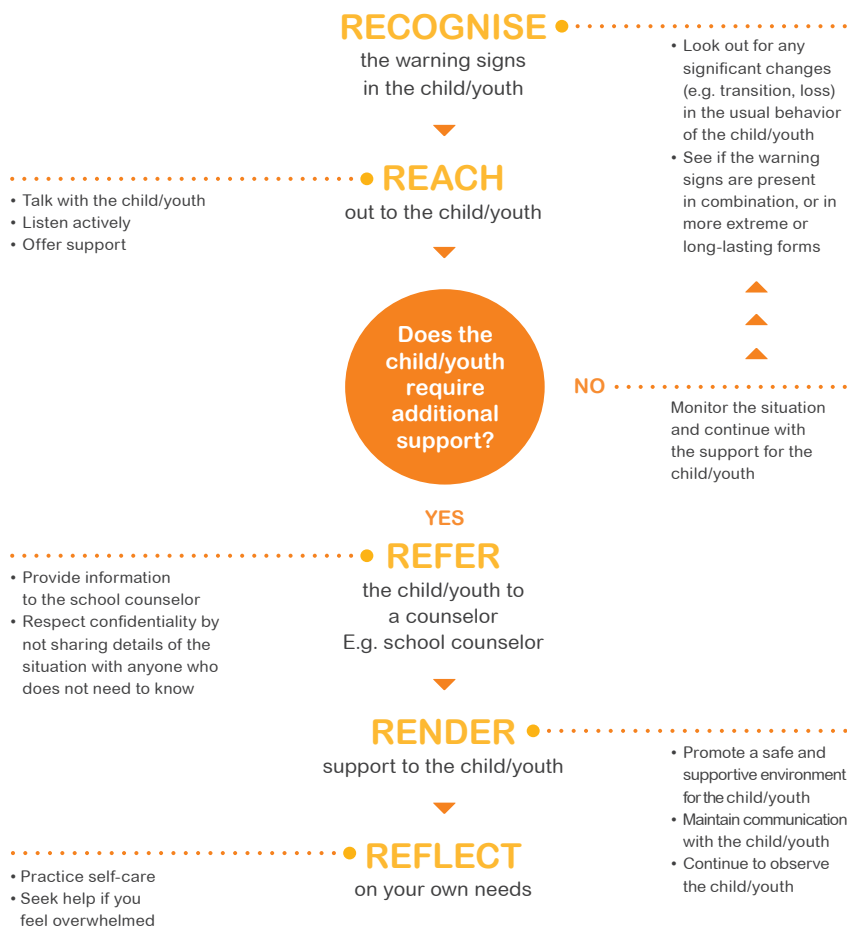 RECOGNISE
the warning signs
in the child/youth
• Look out for any
significant changes
(e.g. transition, loss)
in the usual behavior
of the child/youth
• See if the warning
signs are present
in combination, or in
more extreme or
long-lasting forms
REACH
out to the child/youth
• Talk with the child/youth
• Listen actively
• Offer support
Does the
child/youth
require
additional
support?
NO
Monitor the situation
and continue with
the support for the
child/youth
YES
REFER
the child/youth to
a counselor
E.g. school counselor
• Provide information
to the school counselor
• Respect confidentiality by
not sharing details of the
situation with anyone who
does not need to know
RENDER
support to the child/youth
• Promote a safe and
supportive environment
for the child/youth
• Maintain communication
with the child/youth
• Continue to observe
the child/youth
REFLECT
on your own needs
• Practice self-care
• Seek help if you
feel overwhelmed